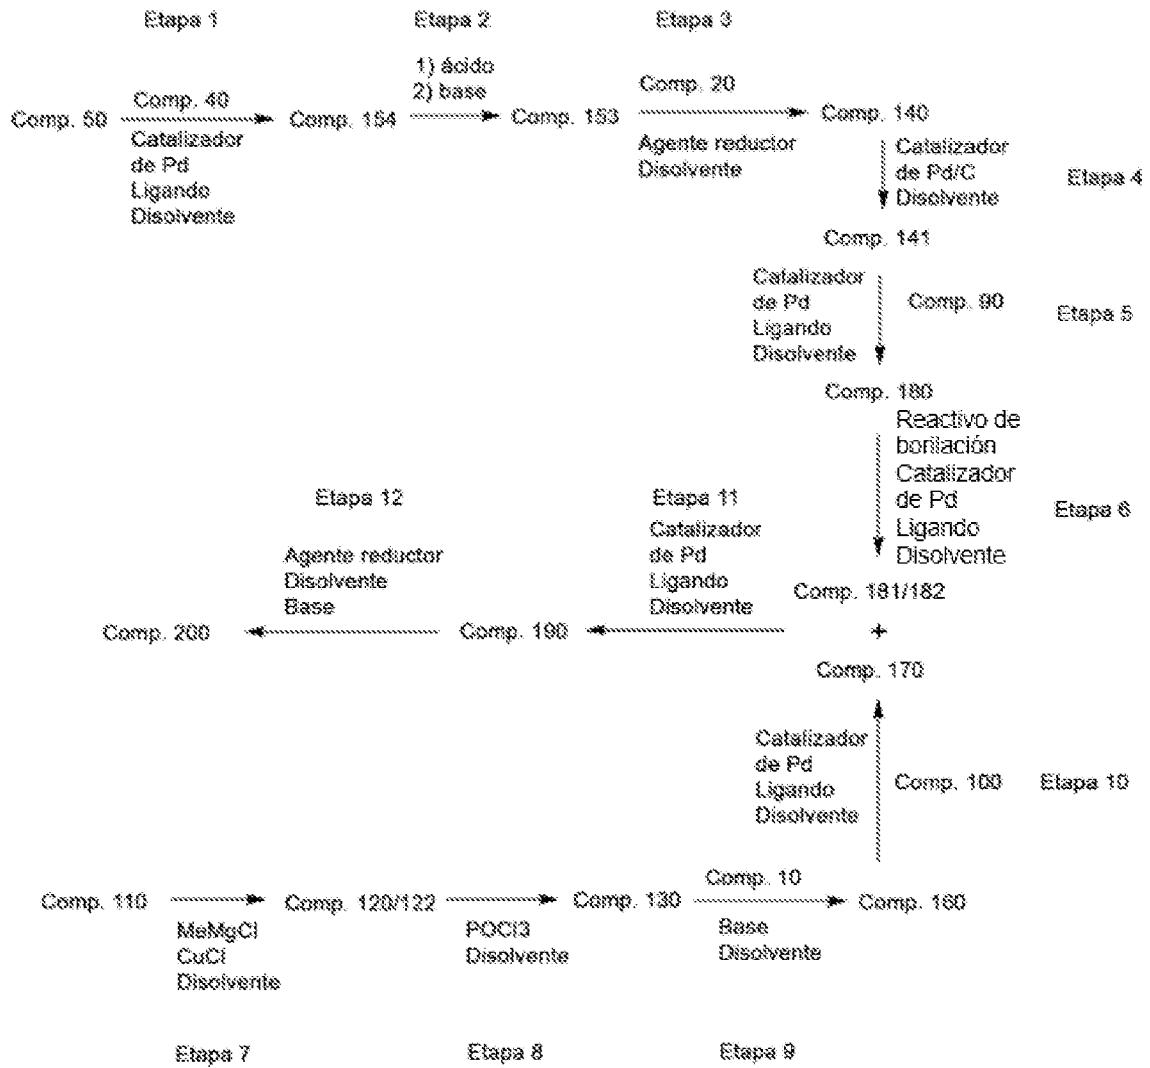 Etapa 1
Etapa 2
Etapa 3
Comp. 50
Comp. 40
Catalizador
de Pd
Ligando
Disolvente
Comp. 154
1) ácido
2) base
Comp. 153
Comp. 20
Agente reductor
Disolvente
Comp. 140
Catalizador
de Pd/C
Disolvente
Etapa 4
Comp. 141
Catalizador
de Pd
Ligando
Disolvente
Comp. 90
Etapa 5
Comp. 180
Reactivo de
borilación
Catalizador
de Pd
Ligando
Disolvente
Etapa 6
Comp. 181/182
+
Comp. 170
Etapa 11
Catalizador
de Pd
Ligando
Disolvente
Comp. 190
Etapa 12
Agente reductor
Disolvente
Base
Comp. 200
Catalizador
de Pd
Ligando
Disolvente
Comp. 100
Etapa 10
Comp. 110
MeMgCl
CuCl
Disolvente
Comp. 120/122
POCl3
Disolvente
Comp. 130
Comp. 10
Base
Disolvente
Comp. 160
Etapa 7
Etapa 8
Etapa 9